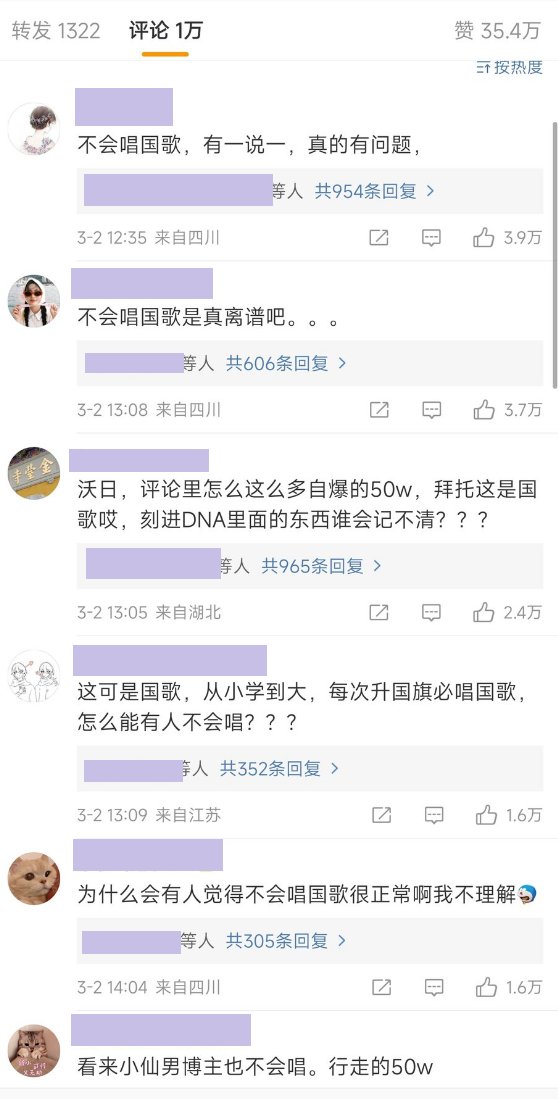 转发 1322 评论 1万 赞 35.4万
按热度
不会唱国歌，有一说一，真的有问题，
等人 共954条回复 >
3-2 12:35 来自四川 3.9万
不会唱国歌是真离谱吧。。。
等人 共606条回复 >
3-2 13:08 来自四川 3.7万
沃日，评论里怎么这么多自爆的50w，拜托这是国
歌哎，刻进DNA里面的东西谁会记不清？？？
等人 共965条回复 >
3-2 13:05 来自湖北 2.4万
这可是国歌，从小学到大，每次升国旗必唱国歌，
怎么能有人不会唱？？？
等人 共352条回复 >
3-2 13:09 来自江苏 1.6万
为什么会有人觉得不会唱国歌很正常啊我不理解
等人 共305条回复 >
3-2 14:04 来自四川 1.6万
看来小仙男博主也不会唱。行走的50w